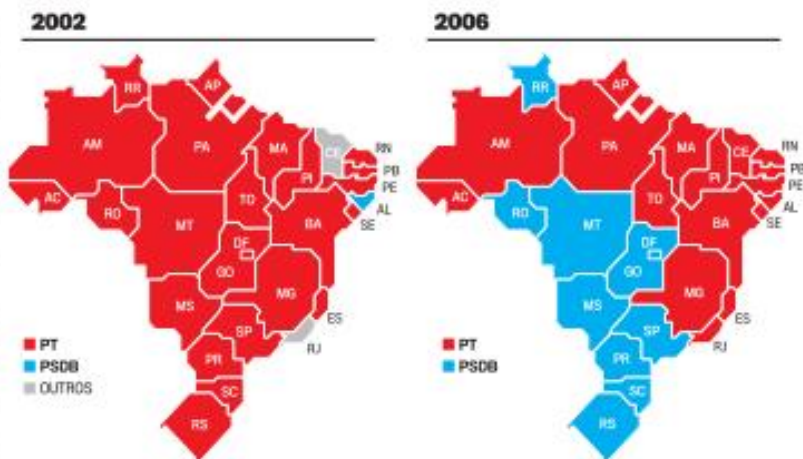 2002
RR
AP
AM
PA
MA
CE
RN
PI
PB
PE
AC
TO
AL
RO
SE
MT
BA
DF
GO
MG
MS
ES
SP
RJ
PR
SC
RS
PT
PSDB
OUTROS
2006
RR
AP
AM
PA
MA
CE
RN
PI
PB
PE
AC
TO
AL
RO
SE
MT
BA
DF
GO
MG
MS
ES
SP
RJ
PR
SC
RS
PT
PSDB